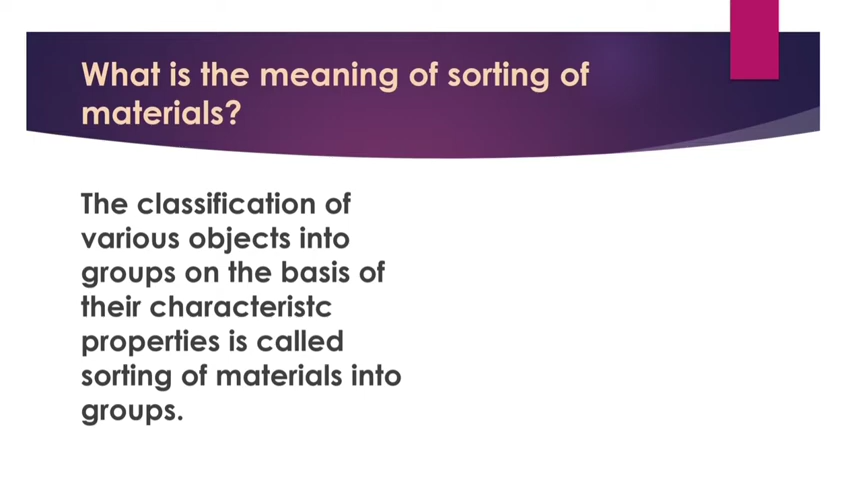 What is the meaning of sorting of
materials?
The classification of
various objects into
groups on the basis of
their characteristc
properties is called
sorting of materials into
groups.